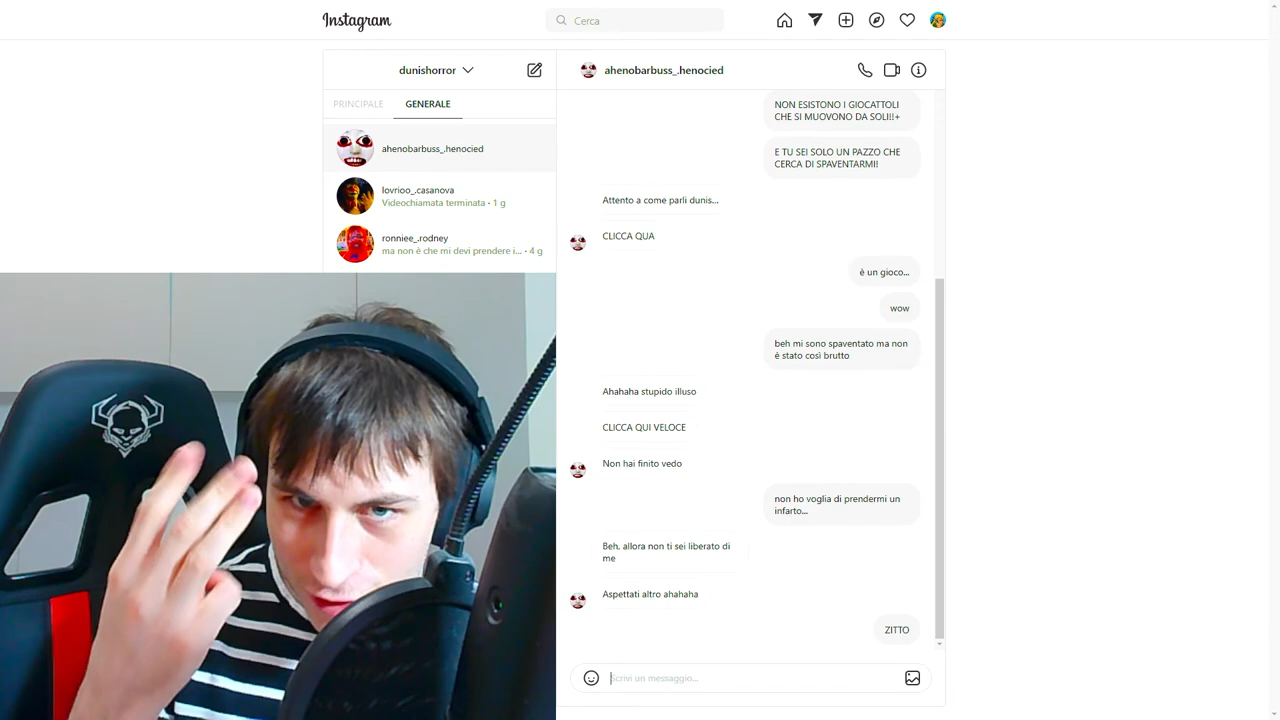 Instagram
Cerca
dunishorror
PRINCIPALE
GENERALE
ahenobarbuss_.henocied
lovrioo_.casanova
Videochiamata terminata · 1 g
ronniee_.rodney
ma non è che mi devi prendere i... · 4 g
ahenobarbuss_.henocied
NON ESISTONO I GIOCATTOLI
CHE SI MUOVONO DA SOLI!!+
E TU SEI SOLO UN PAZZO CHE
CERCA DI SPAVENTARMI!
Attento a come parli dunis...
CLICCA QUA
è un gioco...
wow
beh mi sono spaventato ma non
è stato così brutto
Ahahaha stupido illuso
CLICCA QUI VELOCE
Non hai finito vedo
non ho voglia di prendermi un
infarto...
Beh, allora non ti sei liberato di
me
Aspettati altro ahahaha
ZITTO
Scrivi un messaggio...